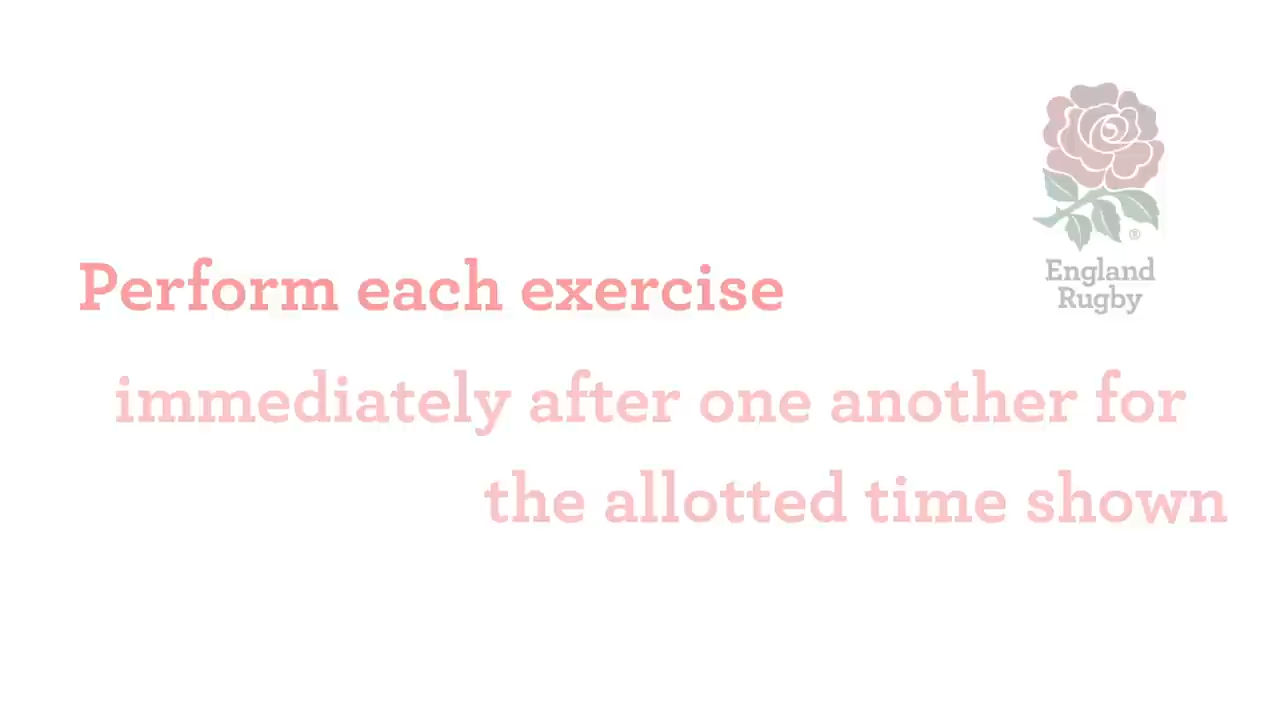 Perform each exercise
immediately after one another for
the allotted time shown
England
Rugby
®